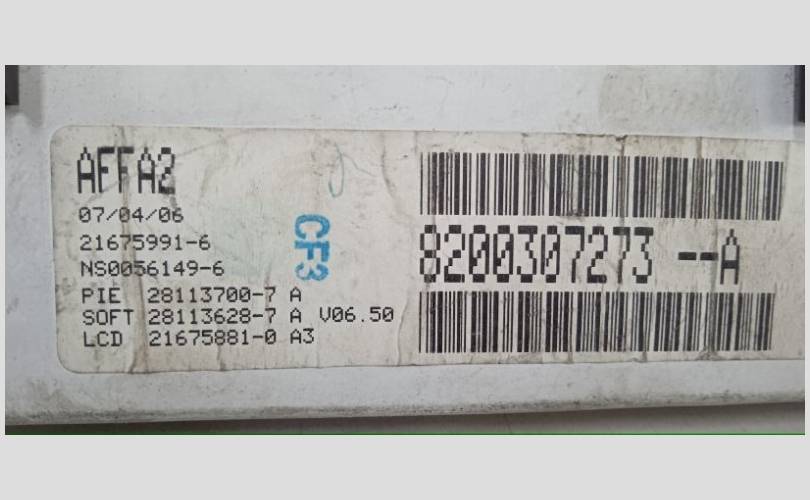 AFFA2
07/04/06
21675991-6
NS0056149-6
PIE 28113700-7 A
SOFT 28113628-7 A V06.50
LCD 21675881-0 A3
CF3
8200307273 --A